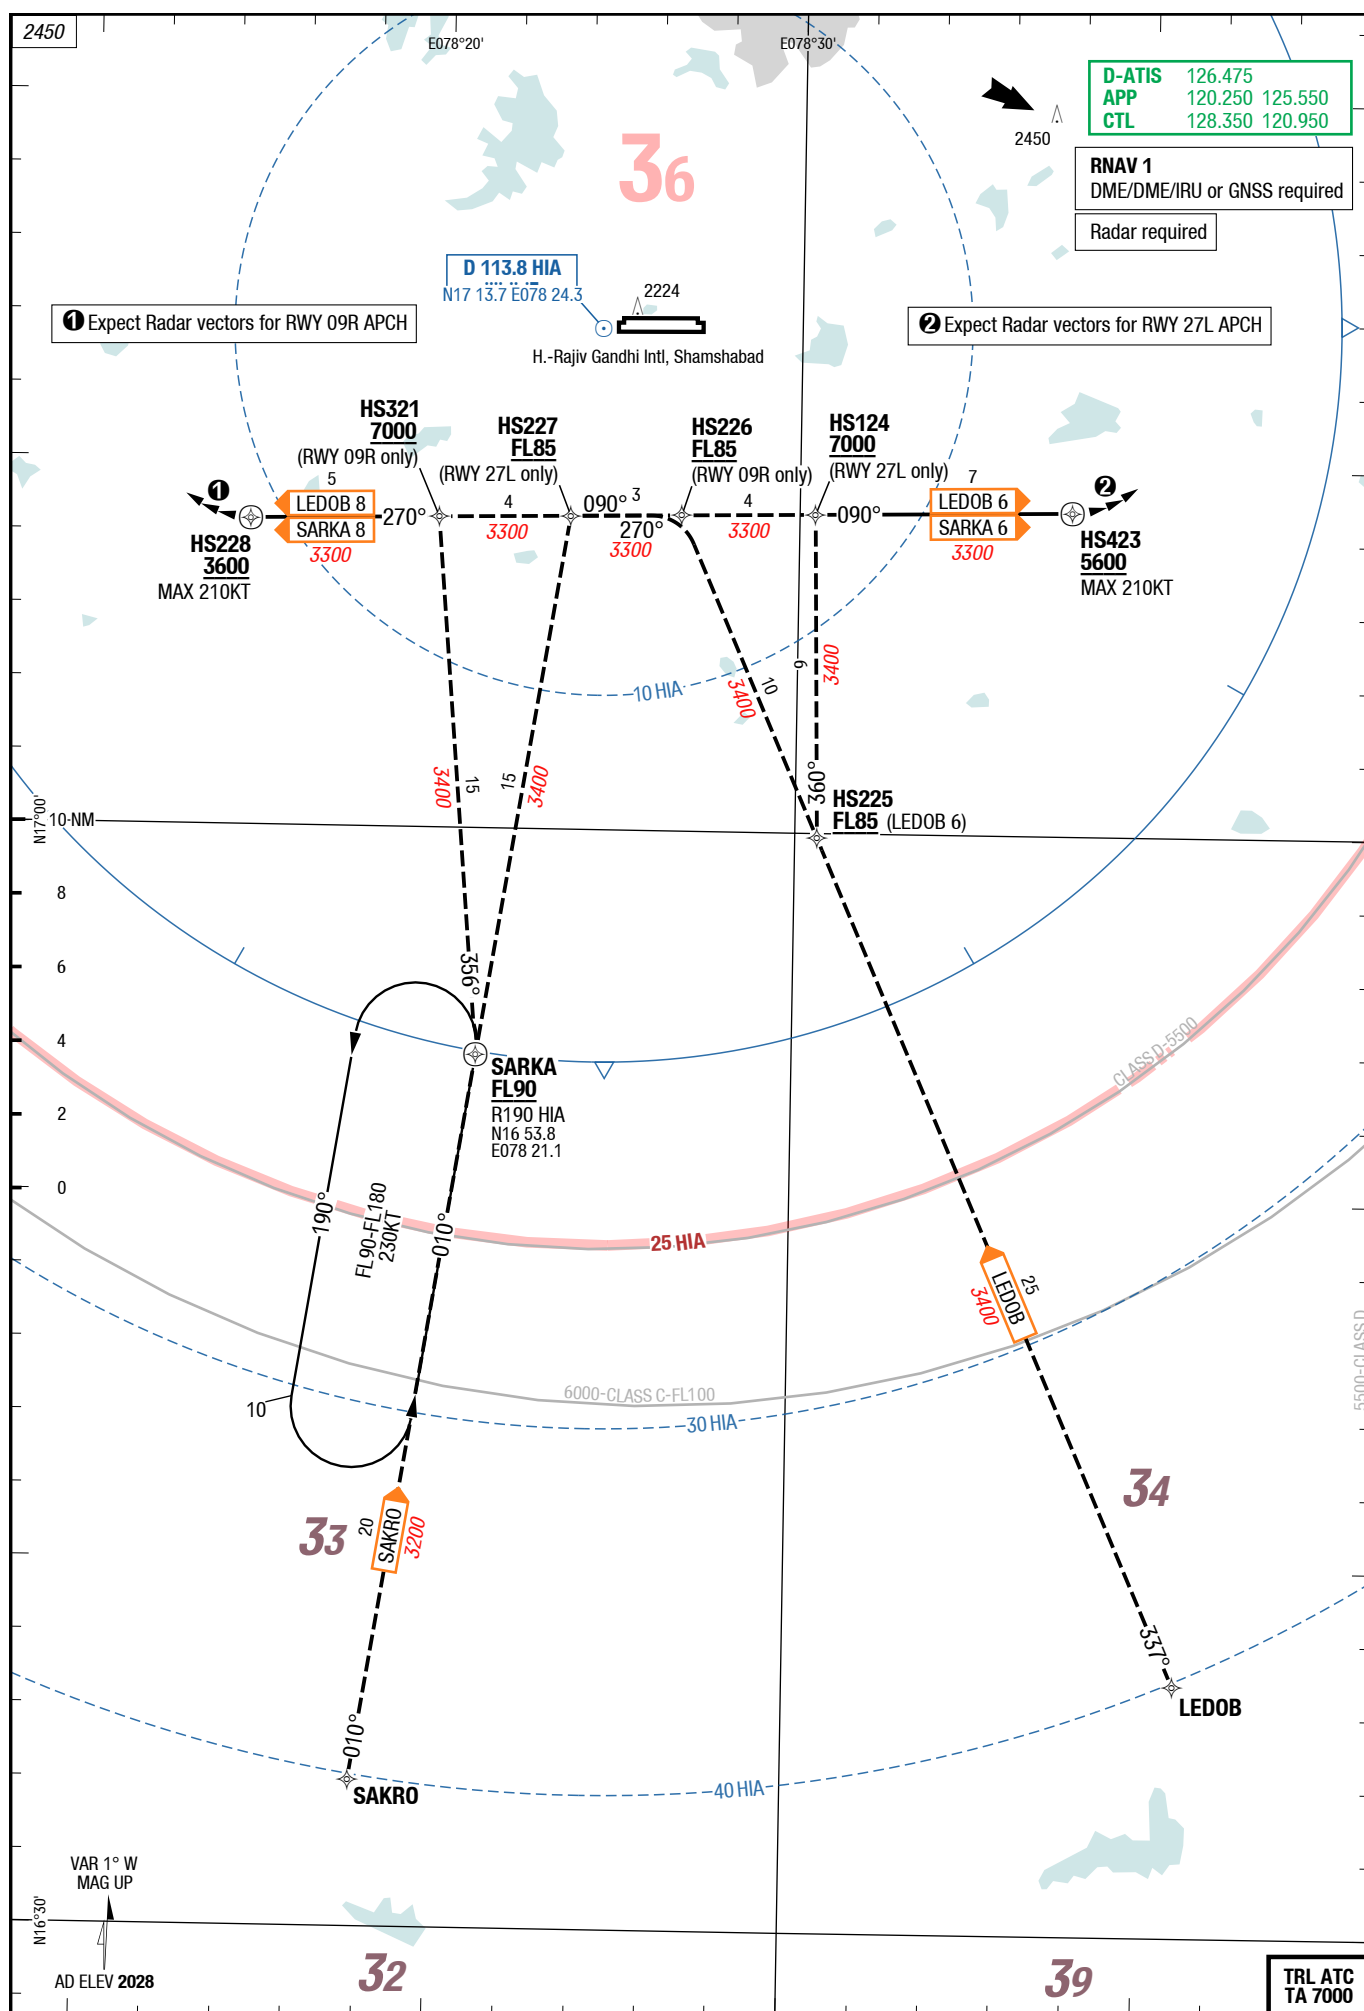 2450
E078°20'
E078°30'
D-ATIS 126.475
APP 120.250 125.550
CTL 128.350 120.950
2450
36
RNAV 1
DME/DME/IRU or GNSS required
Radar required
D 113.8 HIA
N17 13.7 E078 24.3
2224
❶ Expect Radar vectors for RWY 09R APCH
❷ Expect Radar vectors for RWY 27L APCH
H.-Rajiv Gandhi Intl, Shamshabad
HS321
7000
(RWY 09R only)
HS227
FL85
(RWY 27L only)
HS226
FL85
(RWY 09R only)
HS124
7000
(RWY 27L only)
❶
5
LEDOB 8
SARKA 8
3300
270°
4
3300
090°
3
270°
3300
4
3300
090°
7
LEDOB 6
SARKA 6
3300
❷
HS228
3600
MAX 210KT
HS423
5600
MAX 210KT
10 HIA
3400
10
9
3400
3400
15
15
3400
360°
HS225
FL85 (LEDOB 6)
N17°00'
10-NM
8
6
4
2
0
356°
SARKA
FL90
R190 HIA
N16 53.8
E078 21.1
CLASS D-5500
190°
FL90-FL180
230KT
010°
25 HIA
LEDOB
25
3400
5500-CLASS D
6000-CLASS C-FL100
10
30 HIA
34
33
20
SAKRO
3200
337°
LEDOB
010°
SAKRO
40 HIA
VAR 1° W
MAG UP
N16°30'
AD ELEV 2028
32
39
TRL ATC
TA 7000